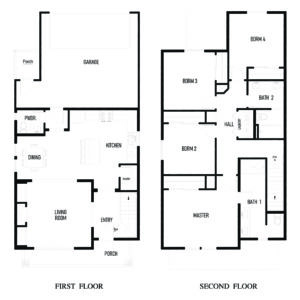 BDRM 4
Porch
GARAGE
BDRM 3
BATH 2
PWDR.
HALL
LAUNDRY
KITCHEN
DINING
BDRM 2
LIVING
ROOM
ENTRY
MASTER
BATH 1
PORCH
FIRST FLOOR
SECOND FLOOR